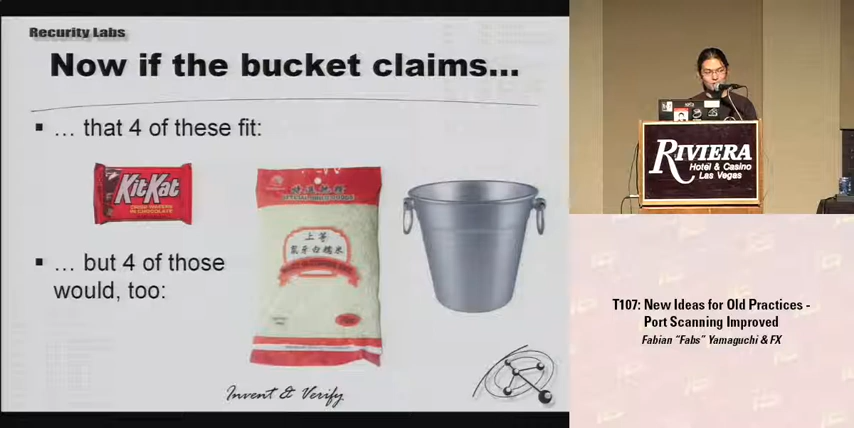 Recurity Labs
Now if the bucket claims...
... that 4 of these fit:
KitKat
... but 4 of those
would, too:
上等
Invent & Verify
RIVIERA
Hotel & Casino
Las Vegas
T107: New Ideas for Old Practices -
Port Scanning Improved
Fabian "Fabs" Yamaguchi & FX